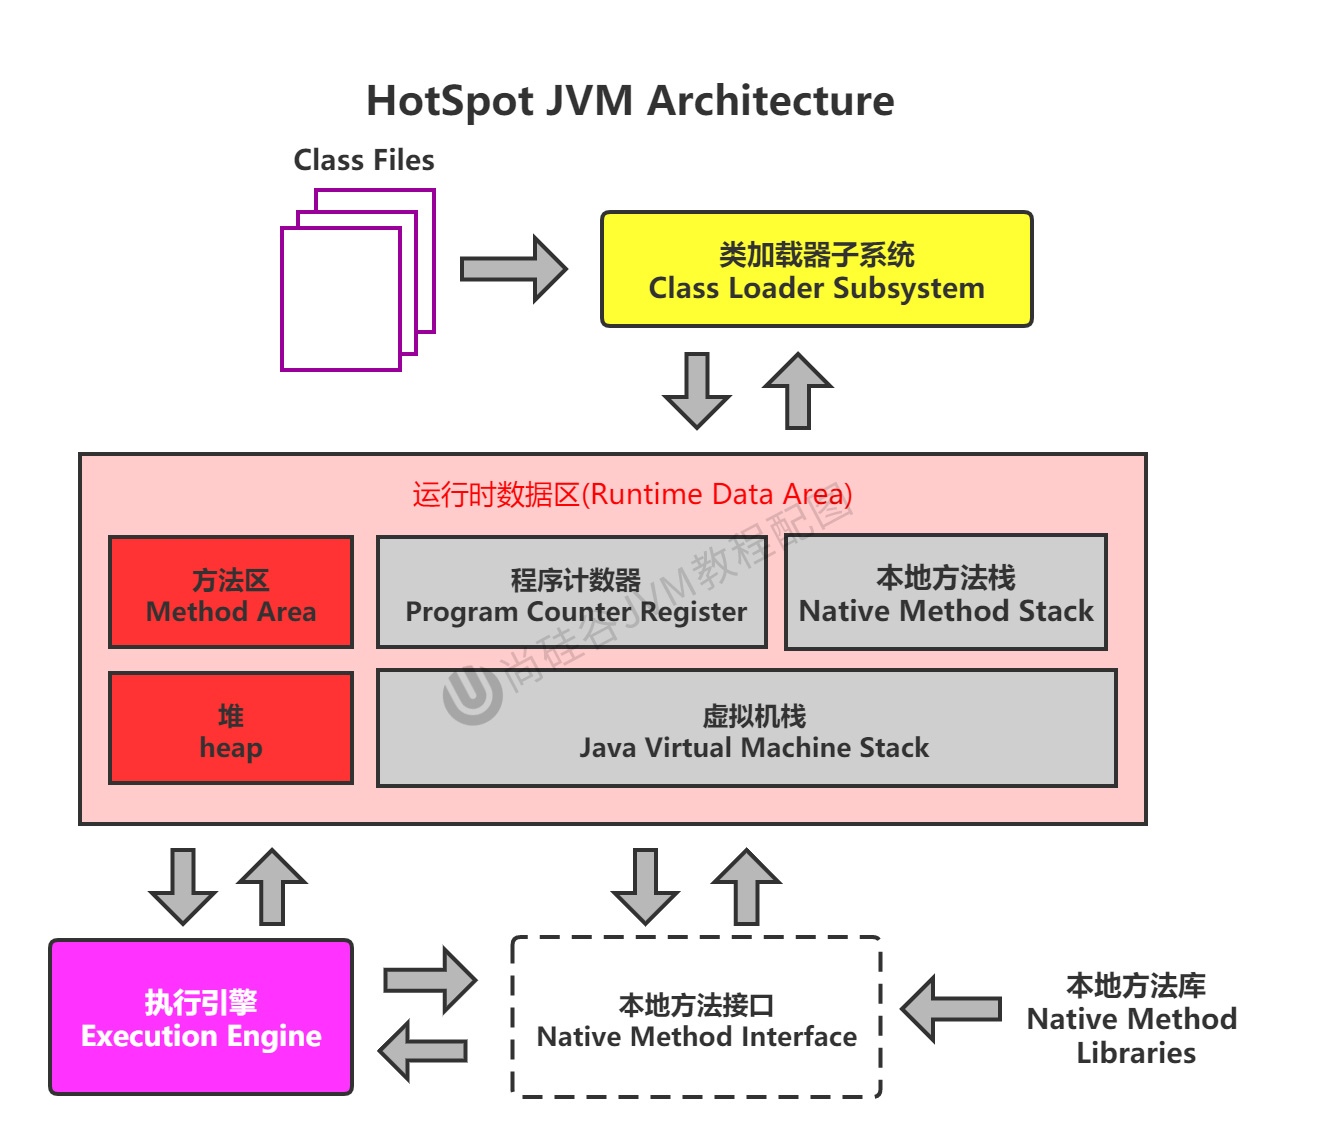 HotSpot JVM Architecture
Class Files
类加载器子系统
Class Loader Subsystem
运行时数据区(Runtime Data Area)
方法区
Method Area
程序计数器
Program Counter Register
本地方法栈
Native Method Stack
堆
heap
虚拟机栈
Java Virtual Machine Stack
尚硅谷JVM教程配图
执行引擎
Execution Engine
本地方法接口
Native Method Interface
本地方法库
Native Method
Libraries